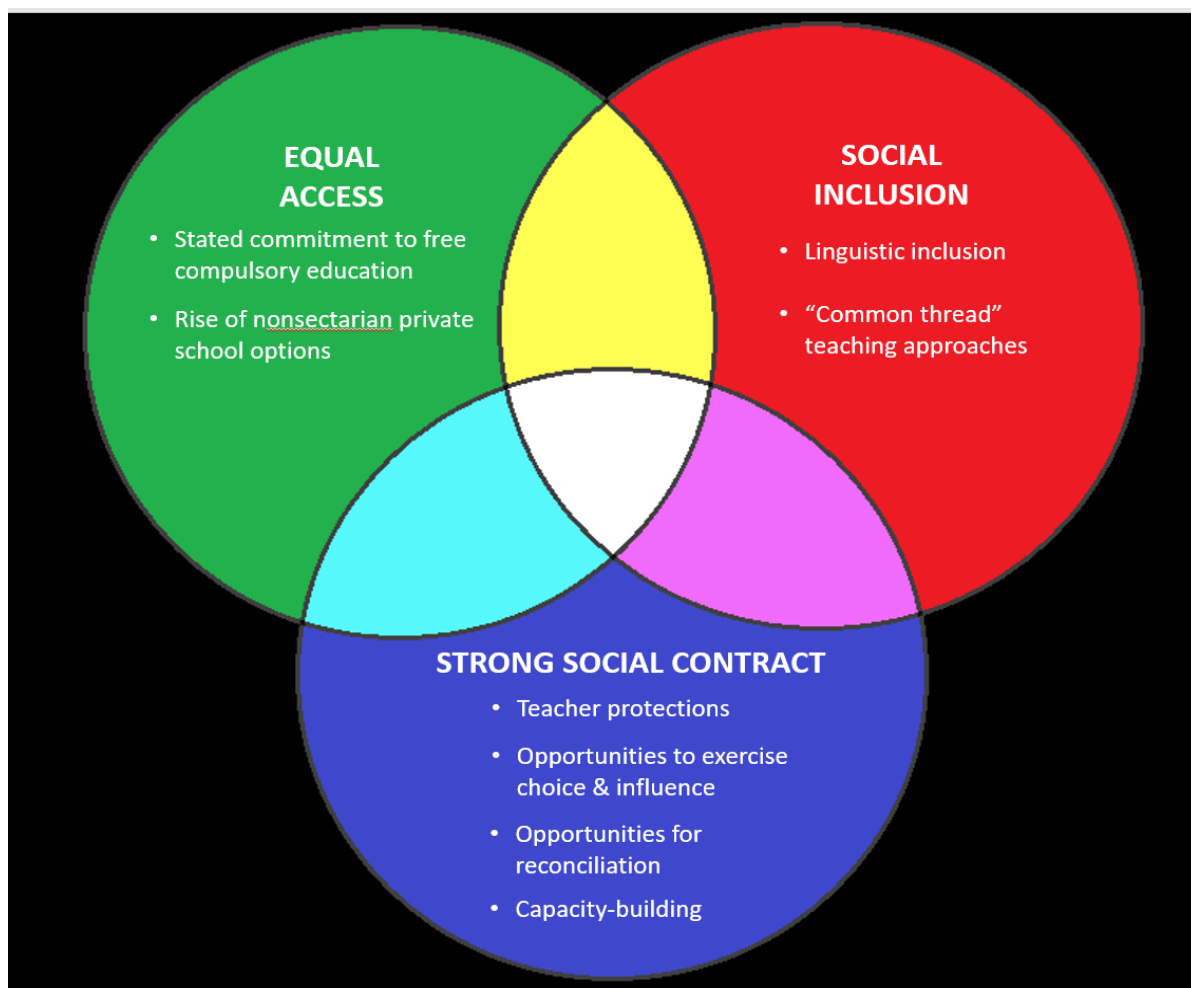 EQUAL
ACCESS
• Stated commitment to free
compulsory education
• Rise of nonsectarian private
school options
SOCIAL
INCLUSION
• Linguistic inclusion
• “Common thread”
teaching approaches
STRONG SOCIAL CONTRACT
• Teacher protections
• Opportunities to exercise
choice & influence
• Opportunities for
reconciliation
• Capacity-building